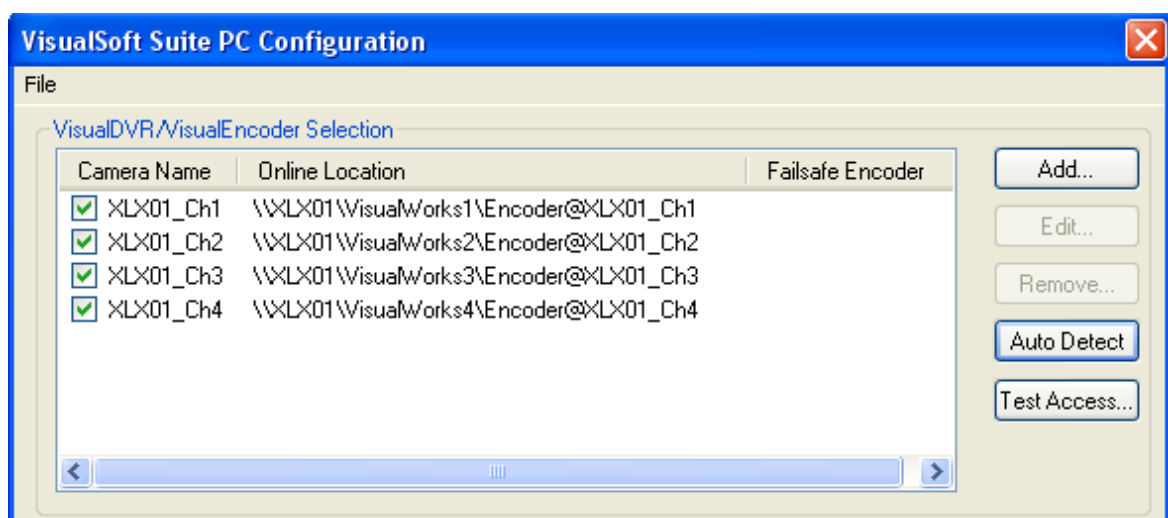 VisualSoft Suite PC Configuration
File
VisualDVR/VisualEncoder Selection
Camera Name Online Location Failsafe Encoder
XLX01_Ch1 \\XLX01\VisualWorks1\Encoder@XLX01_Ch1
XLX01_Ch2 \\XLX01\VisualWorks2\Encoder@XLX01_Ch2
XLX01_Ch3 \\XLX01\VisualWorks3\Encoder@XLX01_Ch3
XLX01_Ch4 \\XLX01\VisualWorks4\Encoder@XLX01_Ch4
Add...
Edit...
Remove...
Auto Detect
Test Access...